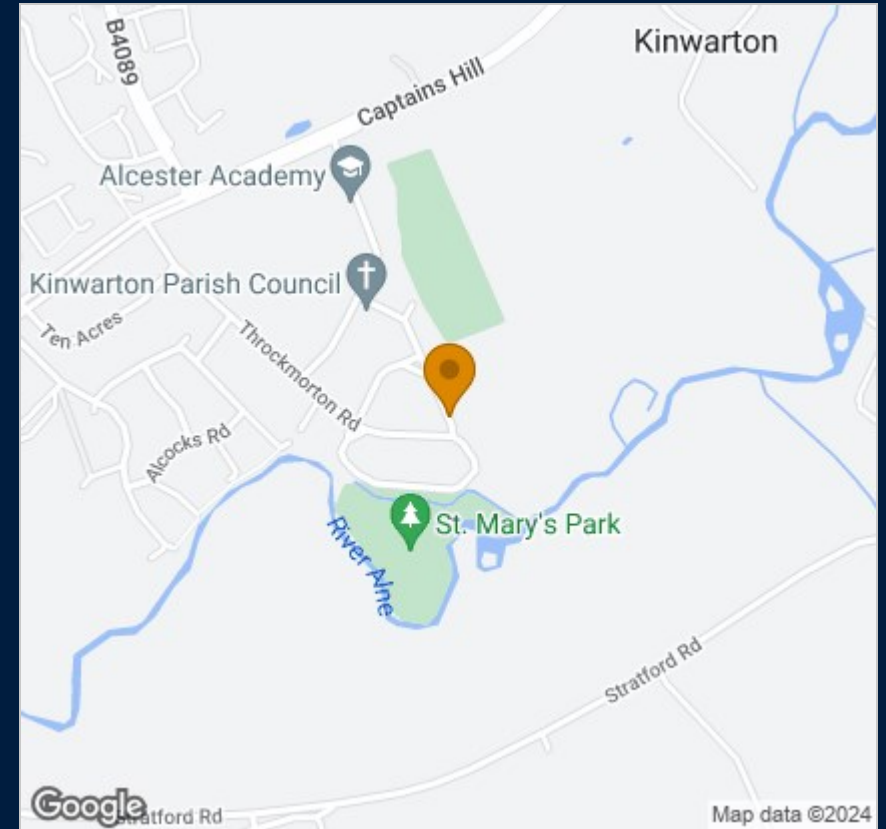 B4089
Kinwarton
Captains Hill
Alcester Academy
Kinwarton Parish Council
Ten Acres
Throckmorton Rd
Alcocks Rd
St. Mary's Park
River Alne
Stratford Rd
Google
Stratford Rd
Map data ©2024